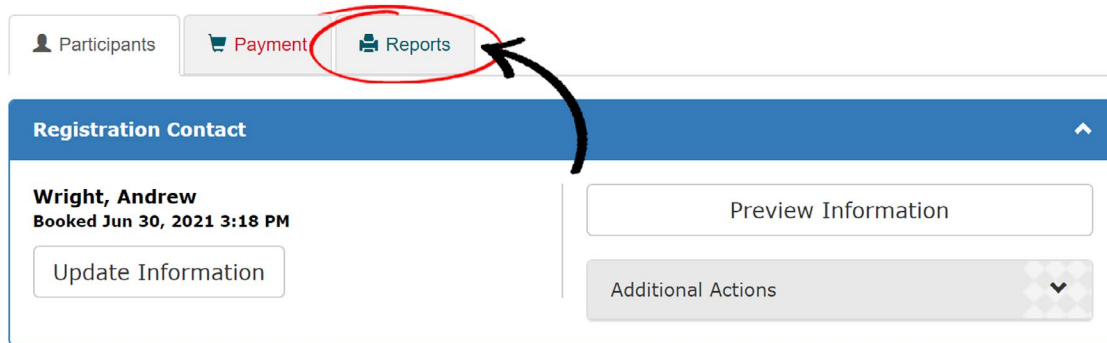 Participants
Payment
Reports
Registration Contact
Wright, Andrew
Booked Jun 30, 2021 3:18 PM
Update Information
Preview Information
Additional Actions